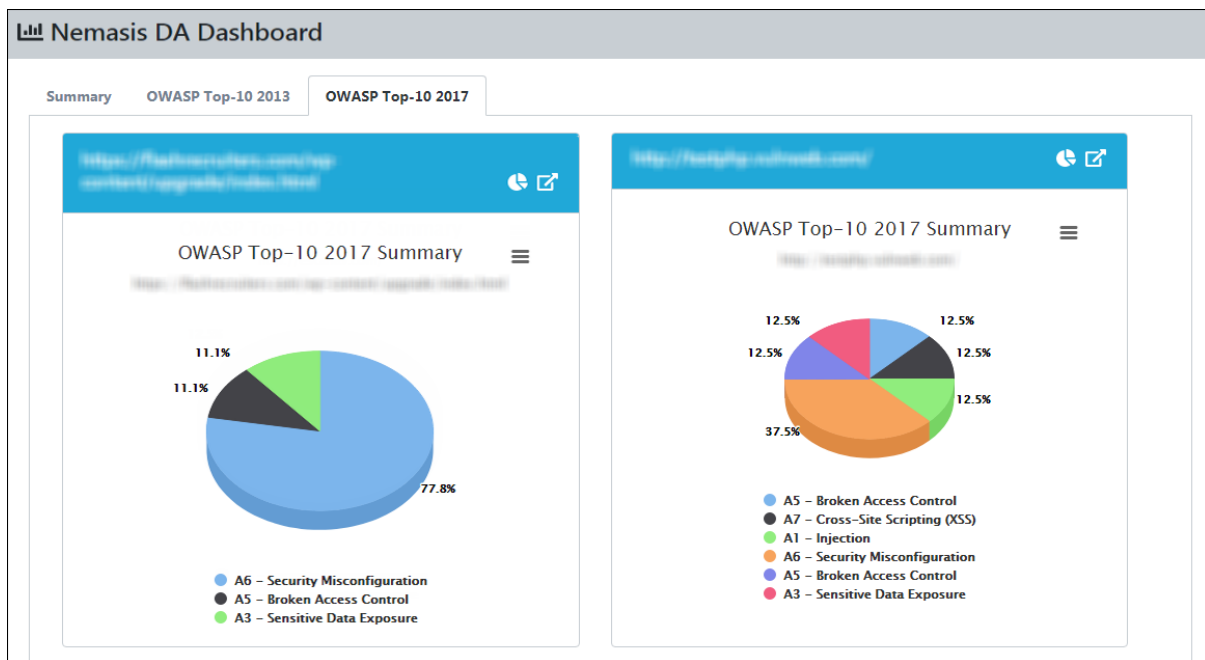 Nemasis DA Dashboard
Summary OWASP Top-10 2013 OWASP Top-10 2017
OWASP Top-10 2017 Summary
11.1%
11.1%
77.8%
A6 - Security Misconfiguration
A5 - Broken Access Control
A3 - Sensitive Data Exposure
OWASP Top-10 2017 Summary
12.5% 12.5%
12.5% 12.5%
12.5%
37.5%
A5 - Broken Access Control
A7 - Cross-Site Scripting (XSS)
A1 - Injection
A6 - Security Misconfiguration
A5 - Broken Access Control
A3 - Sensitive Data Exposure